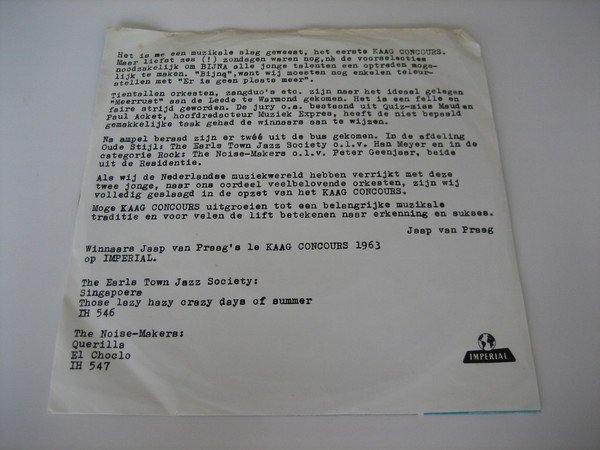 Het is me een muzikale slag geweest, het eerste KAAG CONCOURS.
Maar liefst zes (!) zondagen waren nog,nà de voorselecties
noodzakelijk om BIJNA alle jonge talenten een optreden moge-
lijk te maken. "Bijnq",want wij moesten nog enkelen teleur-
stellen met "Er is geen plaats meer".
Tientallen orkesten, zangduo's etc. zijn naar het ideaal gelegen
"Meerrust" aan de Leede te Warmond gekomen. Het is een felle en
faire strijd geworden. De jury o.a. bestaand uit Quiz-miss Maud en
Paul Acket, hoofdredacteur Muziek Expres, heeft de niet bepaald
gemakkelijke taak gehad de winnaars aan te wijzen.
Na ampel beraad zijn er twéé uit de bus gekomen. In de afdeling
Oude Stijl: The Earls Town Jazz Society o.l.v. Han Meyer en in de
categorie Rock: The Noise-Makers o.l.v. Peter Geenjaar, beide
uit de Residentie.
Als wij de Nederlandse muziekwereld hebben verrijkt met deze
twee jonge, naar ons oordeel veelbelovende orkesten, zijn wij
volledig geslaagd in de opzet van het KAAG CONCOURS.
Moge KAAG CONCOURS uitgroeien tot een belangrijke muzikale
traditie en voor velen de lift betekenen naar erkenning en sukses.
Jaap van Praag
Winnaars Jaap van Praag's 1e KAAG CONCOURS 1963
op IMPERIAL.
The Earls Town Jazz Society:
Singapoera
Those lazy hazy crazy days of summer
IH 546
The Noise-Makers:
Querilla
El Choclo
IH 547
IMPERIAL